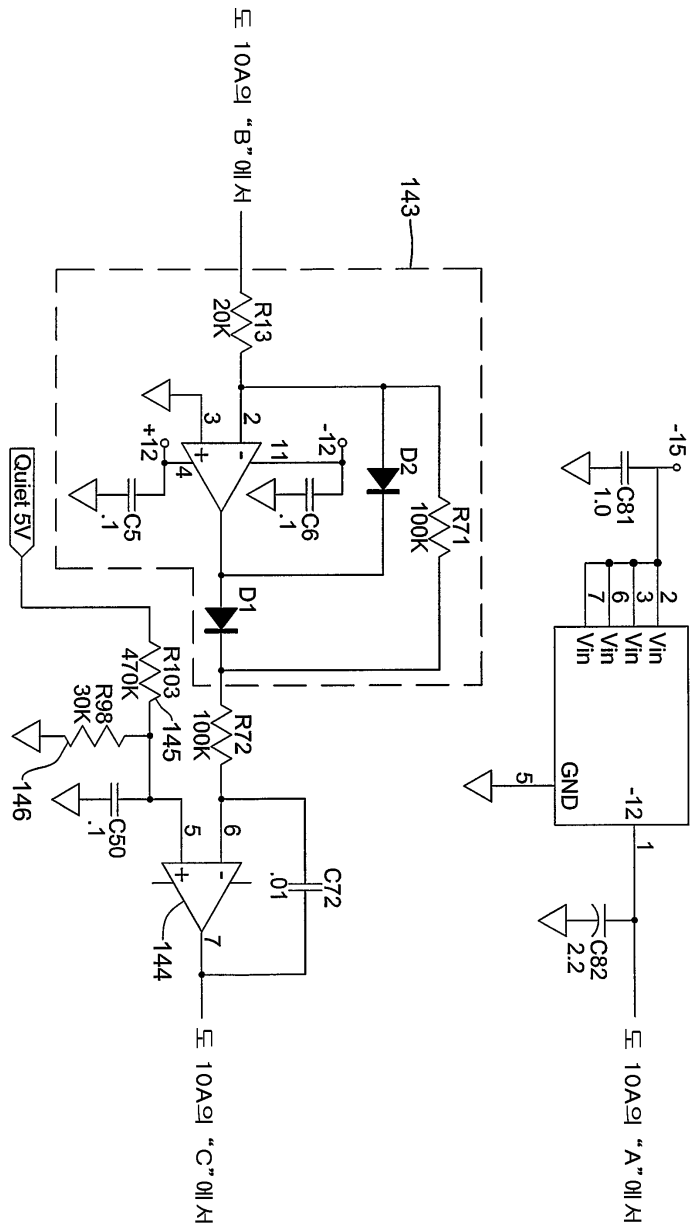 -15
C81
1.0
2
3
6
7
Vin
Vin
Vin
Vin
GND
5
-12
1
C82
2.2
도 10A의 “A”에서
143
R71
100K
D2
-12
11
C6
.1
도 10A의 “B”에서
R13
20K
2
3
-
+
4
+12
C5
.1
D1
R72
100K
C72
.01
6
5
-
+
7
144
도 10A의 “C”에서
Quiet 5V
R103
470K
145
R98
30K
146
C50
.1